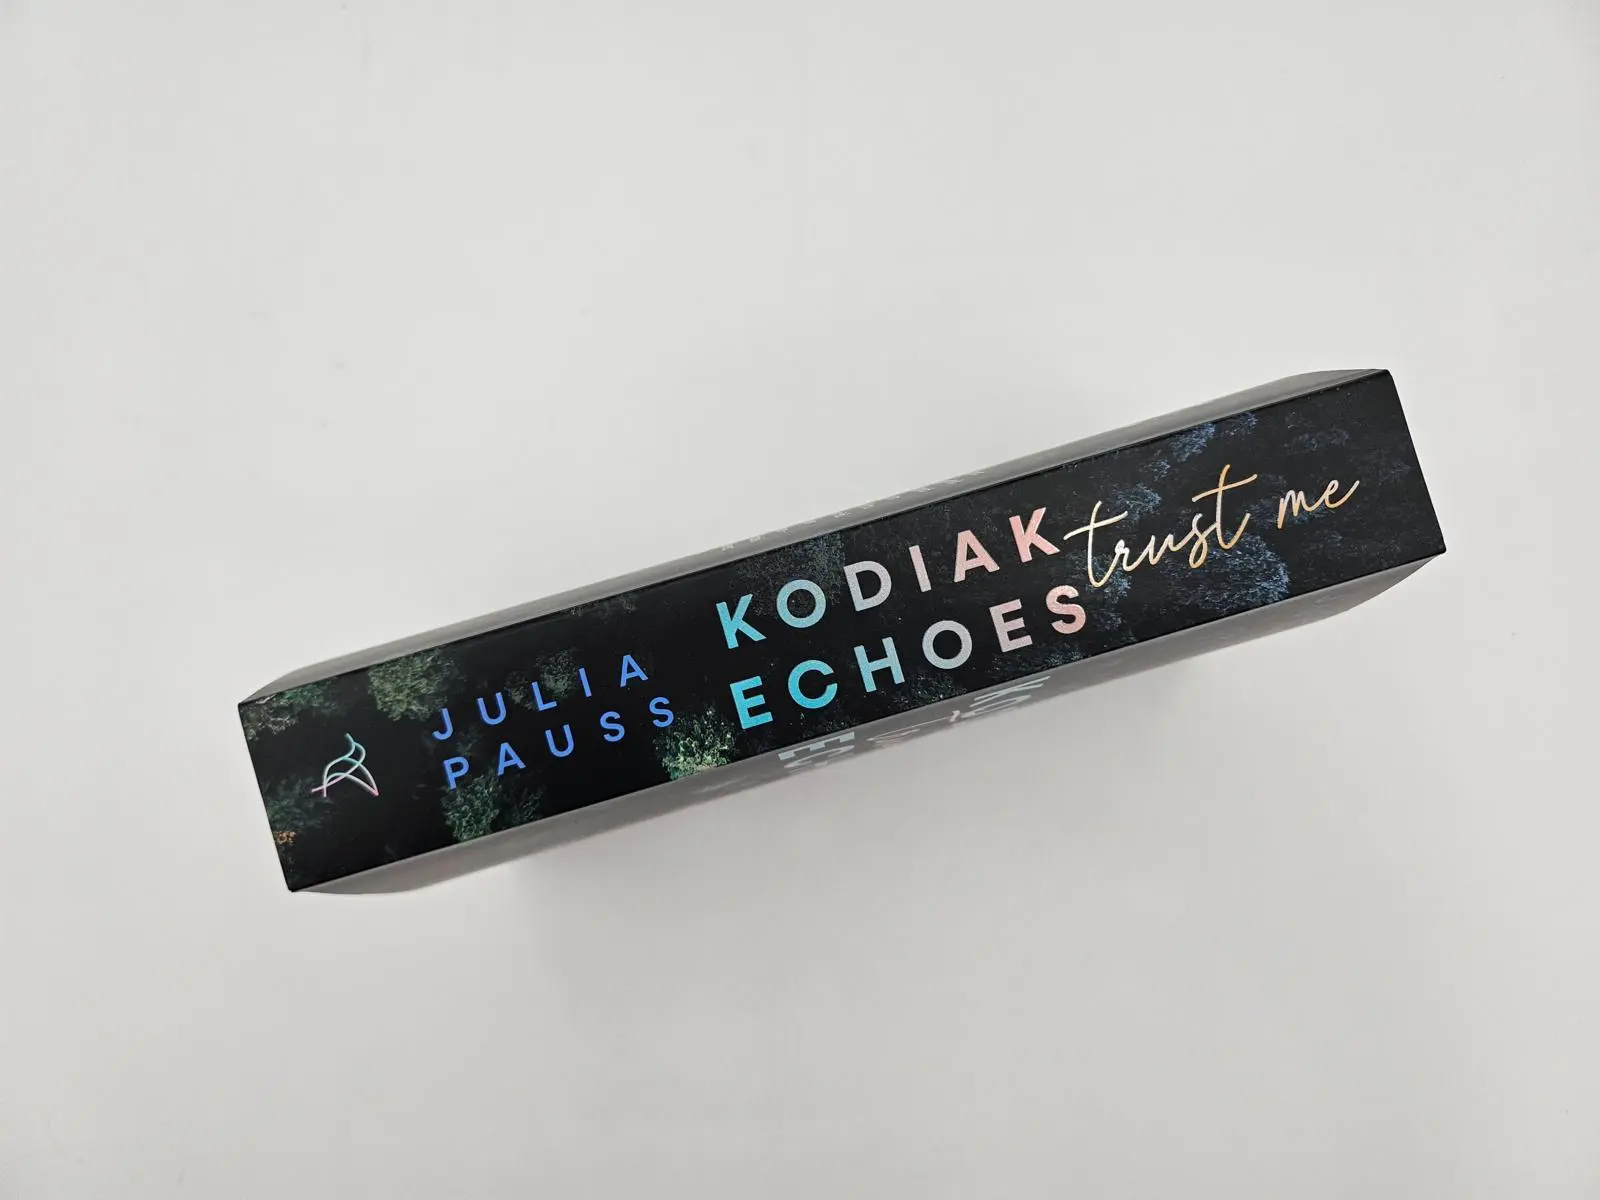 JULIA
PAUSS
KODIAK
ECHOES
trust me